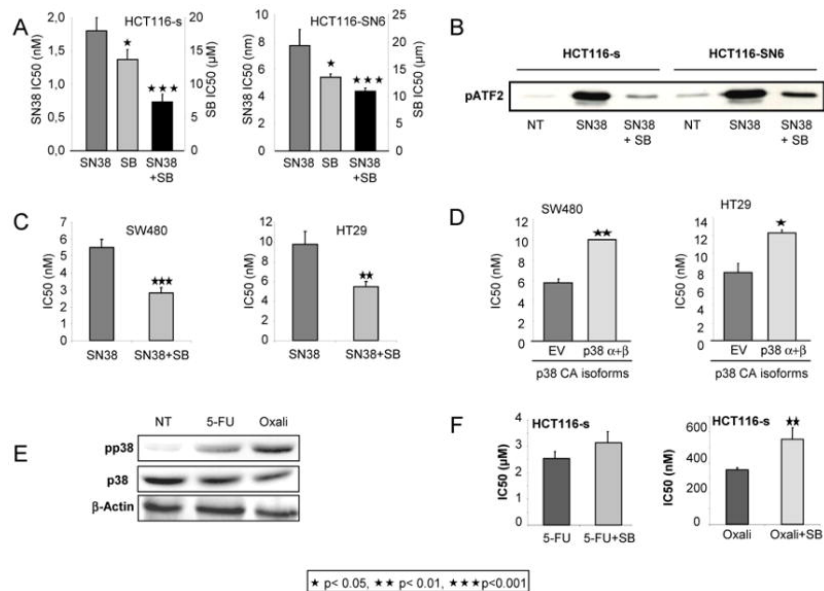 A
HCT116-s
SN38 IC50 (nM)
2,0
1,5
1,0
0,5
0,0
20
15
10
5
0
SB IC50 (µM)
★
★★★
SN38 SB SN38 +SB
HCT116-SN6
SN38 IC50 (nm)
10
8
6
4
2
0
25
20
15
10
5
0
SB IC50 (µm)
★
★★★
SN38 SB SN38 +SB
B
HCT116-s HCT116-SN6
pATF2
NT SN38 SN38 + SB NT SN38 SN38 + SB
C
SW480
IC50 (nM)
6
5
4
3
2
1
0
★★★
SN38 SN38+SB
HT29
IC50 (nM)
12
10
8
6
4
2
0
★★
SN38 SN38+SB
D
SW480
IC50 (nM)
12
10
8
6
4
2
0
★★
EV p38 α+β
p38 CA isoforms
HT29
IC50 (nM)
14
12
10
8
6
4
2
0
★
EV p38 α+β
p38 CA isoforms
E
NT 5-FU Oxali
pp38
p38
β-Actin
F
HCT116-s
IC50 (µM)
4
3
2
1
0
5-FU 5-FU+SB
HCT116-s
IC50 (nM)
600
400
200
0
★★
Oxali Oxali+SB
★ p< 0.05, ★★ p< 0.01, ★★★p<0.001